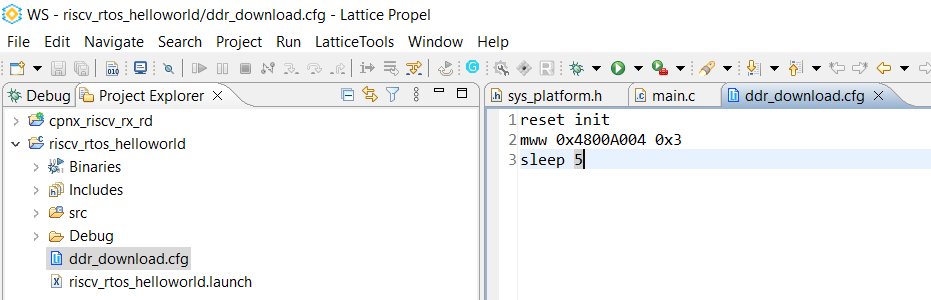 WS - riscv_rtos_helloworld/ddr_download.cfg - Lattice Propel
File Edit Navigate Search Project Run LatticeTools Window Help
Debug Project Explorer
cpnx_riscv_rx_rd
riscv_rtos_helloworld
Binaries
Includes
src
Debug
ddr_download.cfg
riscv_rtos_helloworld.launch
sys_platform.h main.c ddr_download.cfg
1 reset init
2 mww 0x4800A004 0x3
3 sleep 5